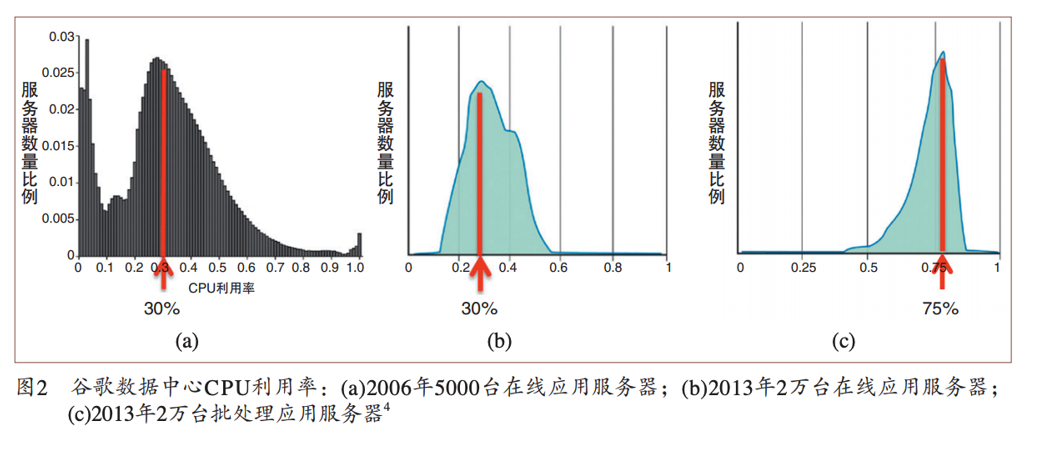 0.03
0.025
0.02
0.015
0.01
0.005
0
服务器数量比例
0 0.1 0.2 0.3 0.4 0.5 0.6 0.7 0.8 0.9 1.0
CPU利用率
30%
(a)
服务器数量比例
0 0.2 0.4 0.6 0.8 1
30%
(b)
服务器数量比例
0 0.25 0.5 0.75 1
75%
(c)
图2 谷歌数据中心CPU利用率：(a)2006年5000台在线应用服务器；(b)2013年2万台在线应用服务器；
(c)2013年2万台批处理应用服务器4